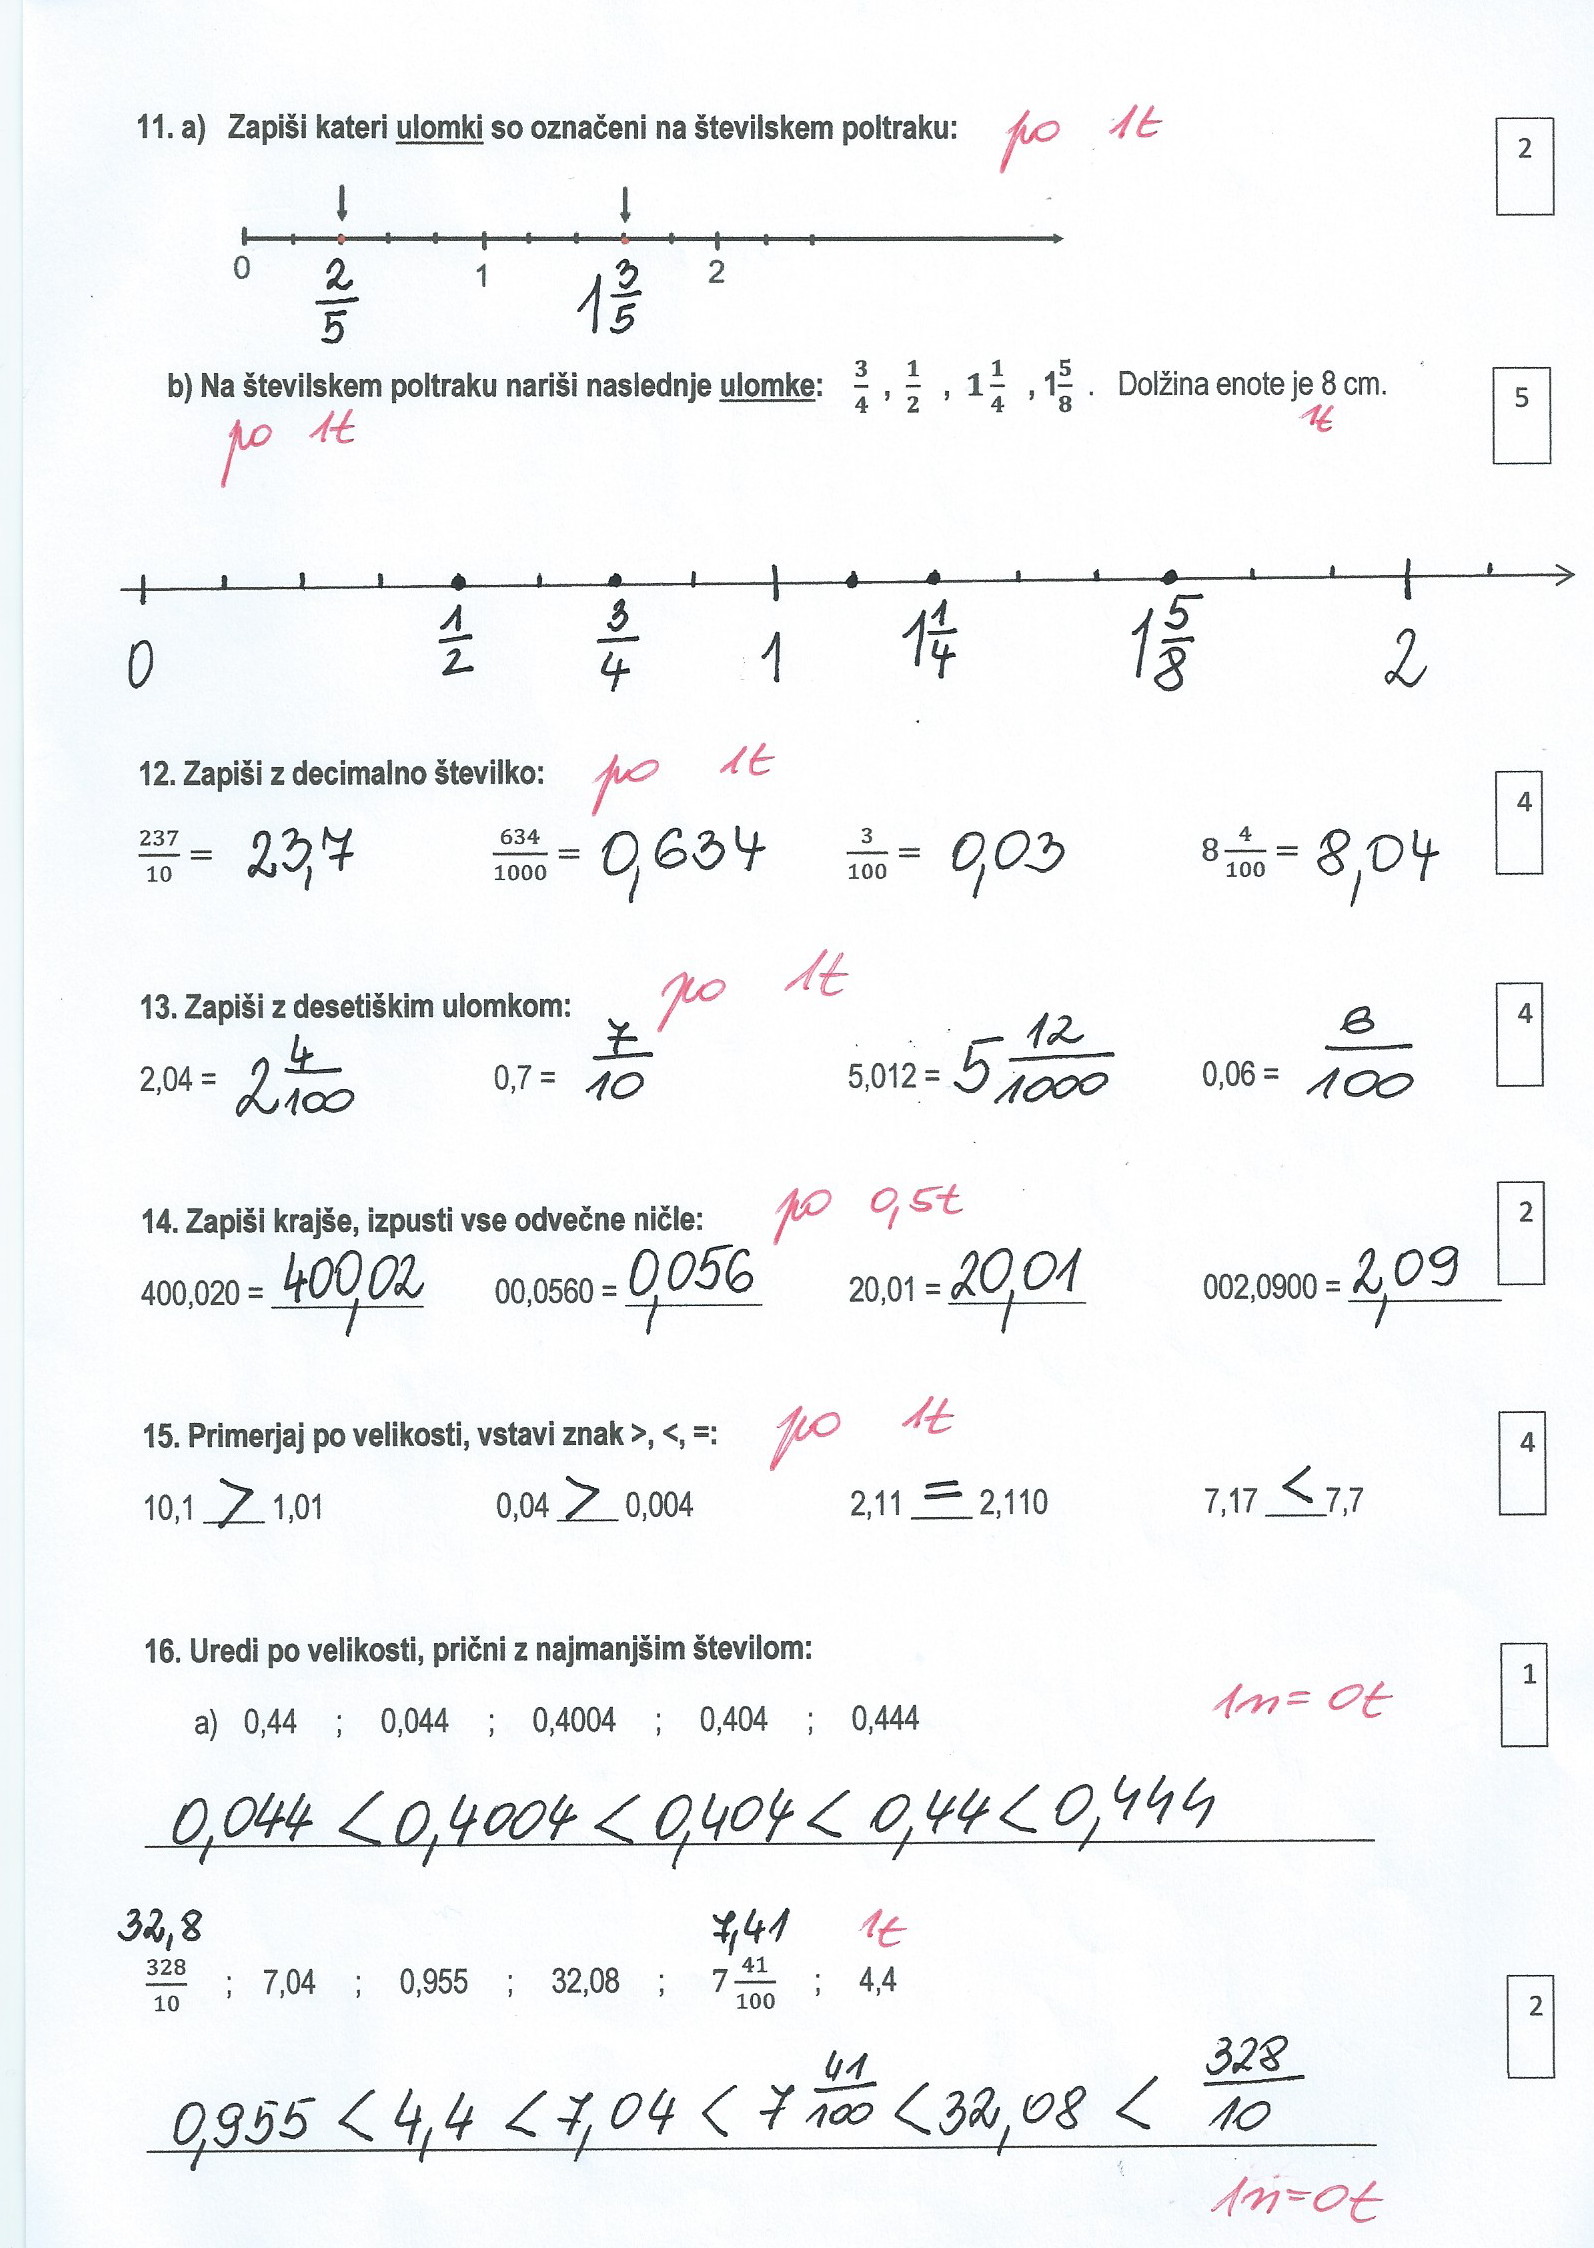 11. a) Zapiši kateri ulomki so označeni na številskem poltraku: po 1t
2
0 2/5 1 1 3/5 2
b) Na številskem poltraku nariši naslednje ulomke: 3/4 , 1/2 , 1 1/4 , 1 5/8 . Dolžina enote je 8 cm.
5
po 1t 1t
0 1/2 3/4 1 1 1/4 1 5/8 2
12. Zapiši z decimalno številko: po 1t
4
237/10 = 23,7 634/1000 = 0,634 3/100 = 0,03 8 4/100 = 8,04
13. Zapiši z desetiškim ulomkom: po 1t
4
2,04 = 2 4/100 0,7 = 7/10 5,012 = 5 12/1000 0,06 = 6/100
14. Zapiši krajše, izpusti vse odvečne ničle: po 0,5t
2
400,020 = 400,02 00,0560 = 0,056 20,01 = 20,01 002,0900 = 2,09
15. Primerjaj po velikosti, vstavi znak >, <, =: po 1t
4
10,1 > 1,01 0,04 > 0,004 2,11 = 2,110 7,17 < 7,7
16. Uredi po velikosti, prični z najmanjšim številom:
1
a) 0,44 ; 0,044 ; 0,4004 ; 0,404 ; 0,444 1n = 0t
0,044 < 0,4004 < 0,404 < 0,44 < 0,444
32,8 7,41 1t
328/10 ; 7,04 ; 0,955 ; 32,08 ; 7 41/100 ; 4,4
2
0,955 < 4,4 < 7,04 < 7 41/100 < 32,08 < 328/10
1n = 0t